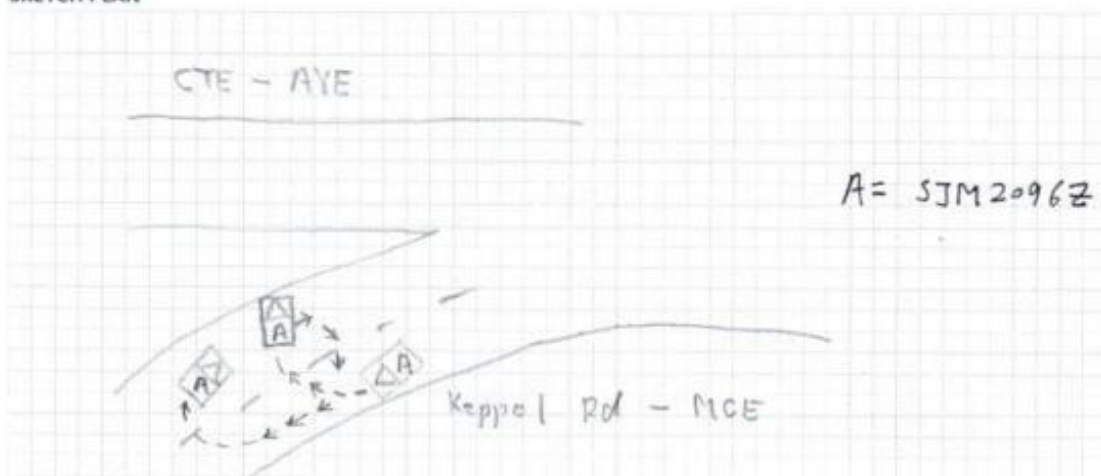 SKETCH PLAN
CTE - AYE
A = SJM2096Z
A
A
A
Keppel Rd - MCE